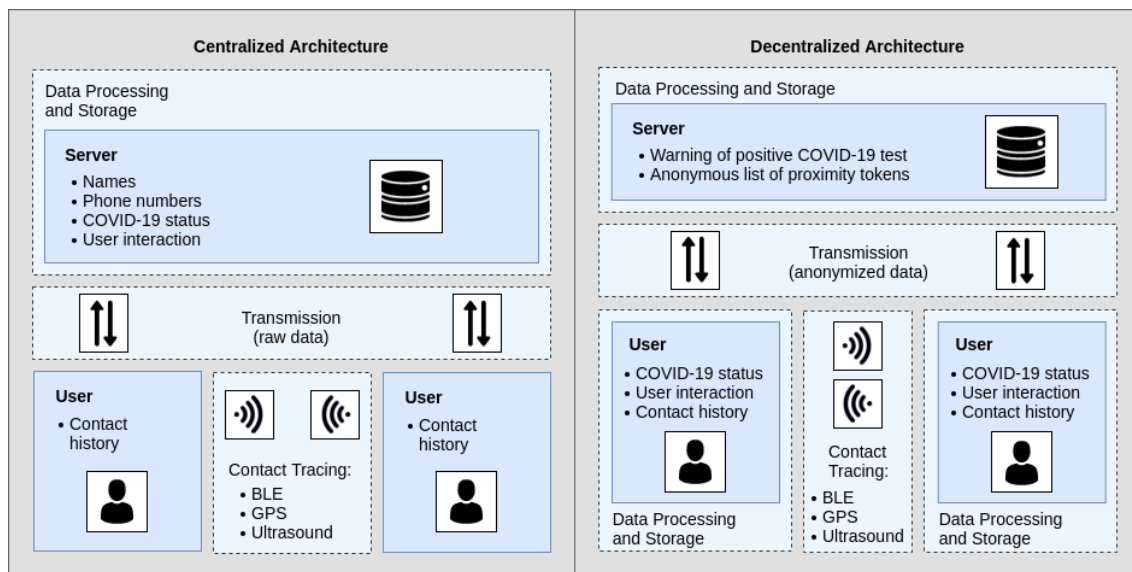 Centralized Architecture
Data Processing
and Storage
Server
• Names
• Phone numbers
• COVID-19 status
• User interaction
Transmission
(raw data)
User
• Contact
history
Contact Tracing:
• BLE
• GPS
• Ultrasound
User
• Contact
history
Decentralized Architecture
Data Processing and Storage
Server
• Warning of positive COVID-19 test
• Anonymous list of proximity tokens
Transmission
(anonymized data)
User
• COVID-19 status
• User interaction
• Contact history
Data Processing
and Storage
Contact
Tracing:
• BLE
• GPS
• Ultrasound
User
• COVID-19 status
• User interaction
• Contact history
Data Processing
and Storage